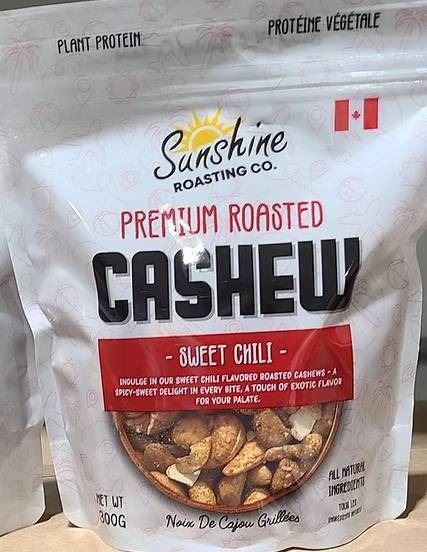 PLANT PROTEIN
PROTÉINE VÉGÉTALE
Sunshine
ROASTING CO.
PREMIUM ROASTED
CASHEW
- SWEET CHILI -
INDULGE IN OUR SWEET CHILI FLAVORED ROASTED CASHEWS - A
SPICY-SWEET DELIGHT IN EVERY BITE, A TOUCH OF EXOTIC FLAVOR
FOR YOUR PALATE.
ALL NATURAL
INGREDIENTS
TOUS LES
NET WT
300G
Noix De Cajou Grillées